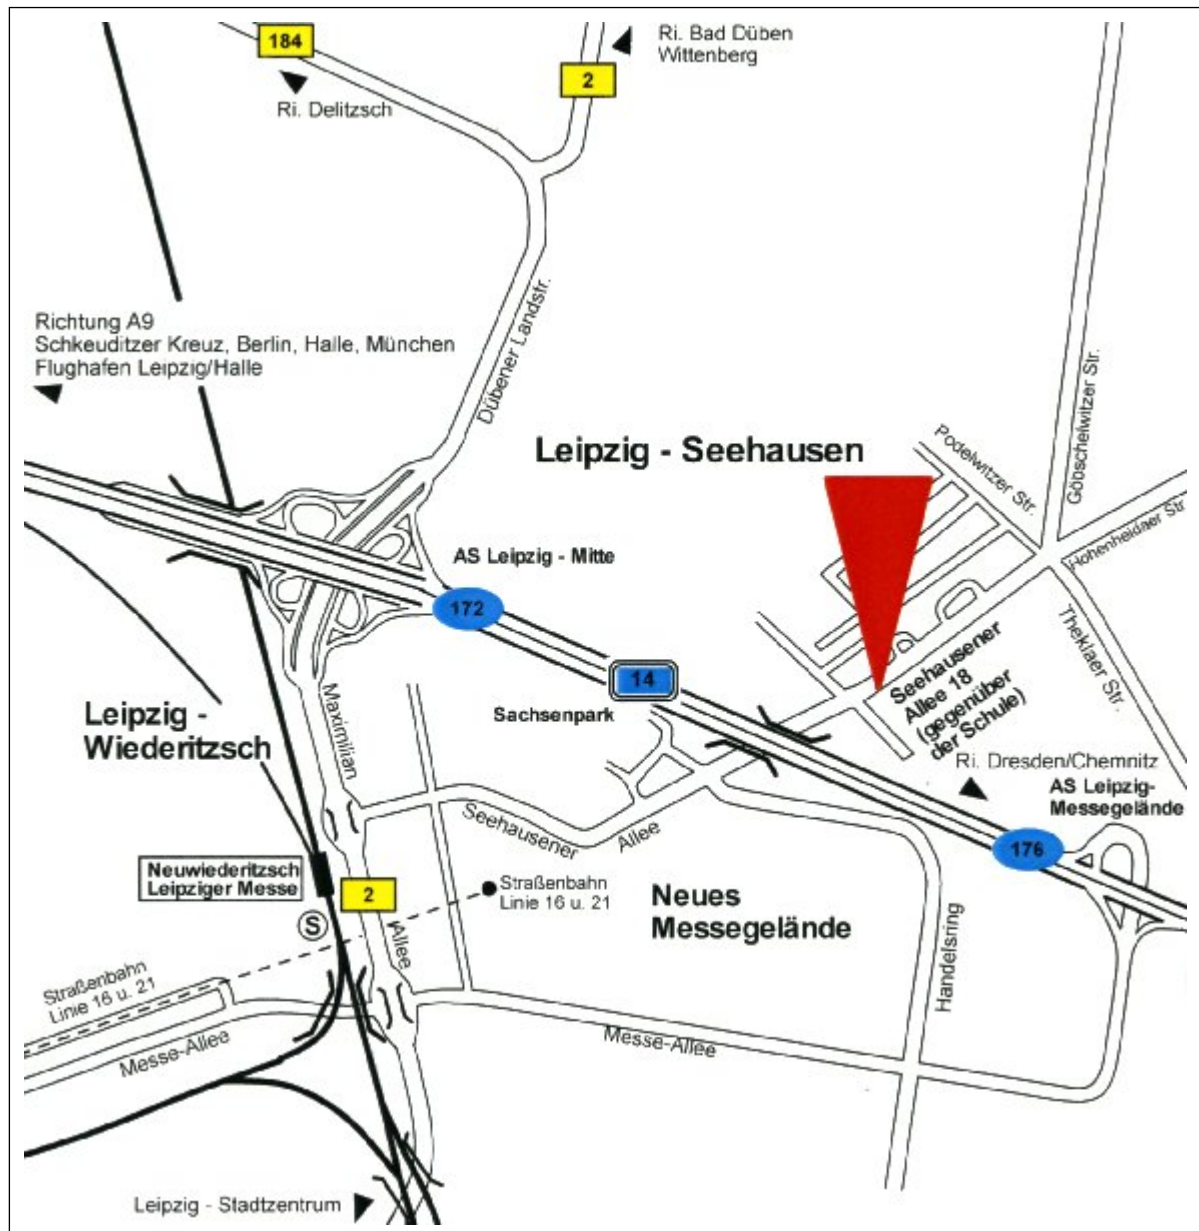 184
Ri. Delitzsch
2
Ri. Bad Düben
Wittenberg
Richtung A9
Schkeuditzer Kreuz, Berlin, Halle, München
Flughafen Leipzig/Halle
Dübener Landstr.
Leipzig - Seehausen
Podelwitzer Str.
Göbschelwitzer Str.
Hohenheidaer Str
Theklaer Str.
AS Leipzig - Mitte
172
14
Sachsenpark
Seehausener
Allee 18
(gegenüber
der Schule)
Ri. Dresden/Chemnitz
AS Leipzig-
Messegelände
176
Leipzig -
Wiederitzsch
Maximilian
Allee
Seehausener
Allee
Neuwiederitzsch
Leipziger Messe
2
S
Straßenbahn
Linie 16 u. 21
Neues
Messegelände
Handelsring
Straßenbahn
Linie 16 u. 21
Messe-Allee
Messe-Allee
Leipzig - Stadtzentrum